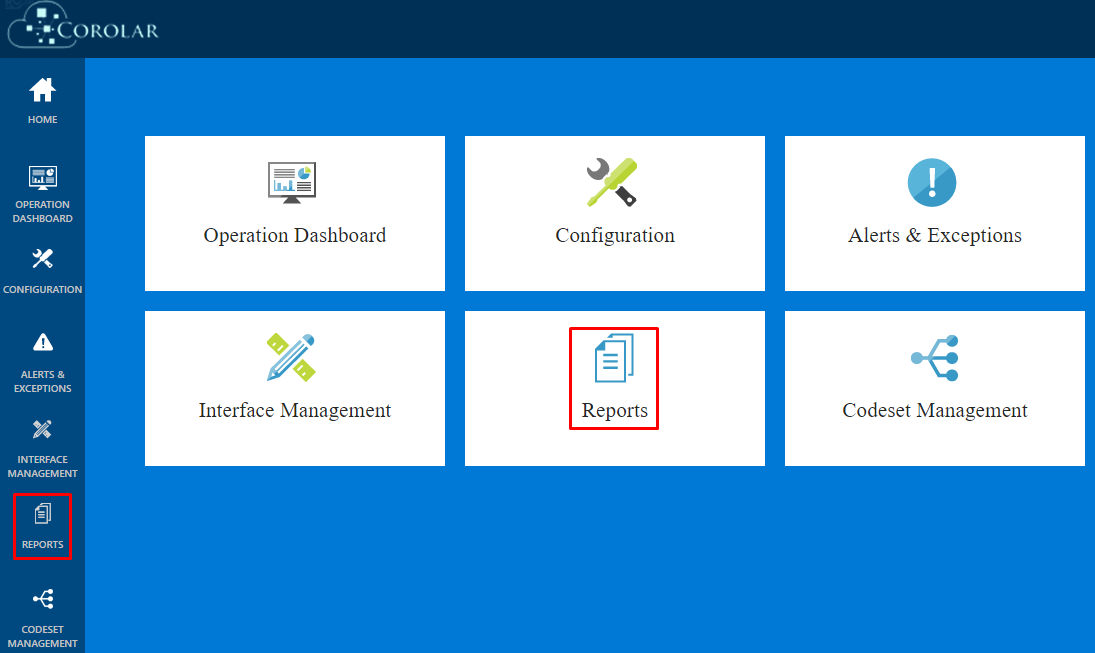 COROLAR
HOME
OPERATION
DASHBOARD
CONFIGURATION
ALERTS &
EXCEPTIONS
INTERFACE
MANAGEMENT
REPORTS
CODESET
MANAGEMENT
Operation Dashboard
Configuration
Alerts & Exceptions
Interface Management
Reports
Codeset Management